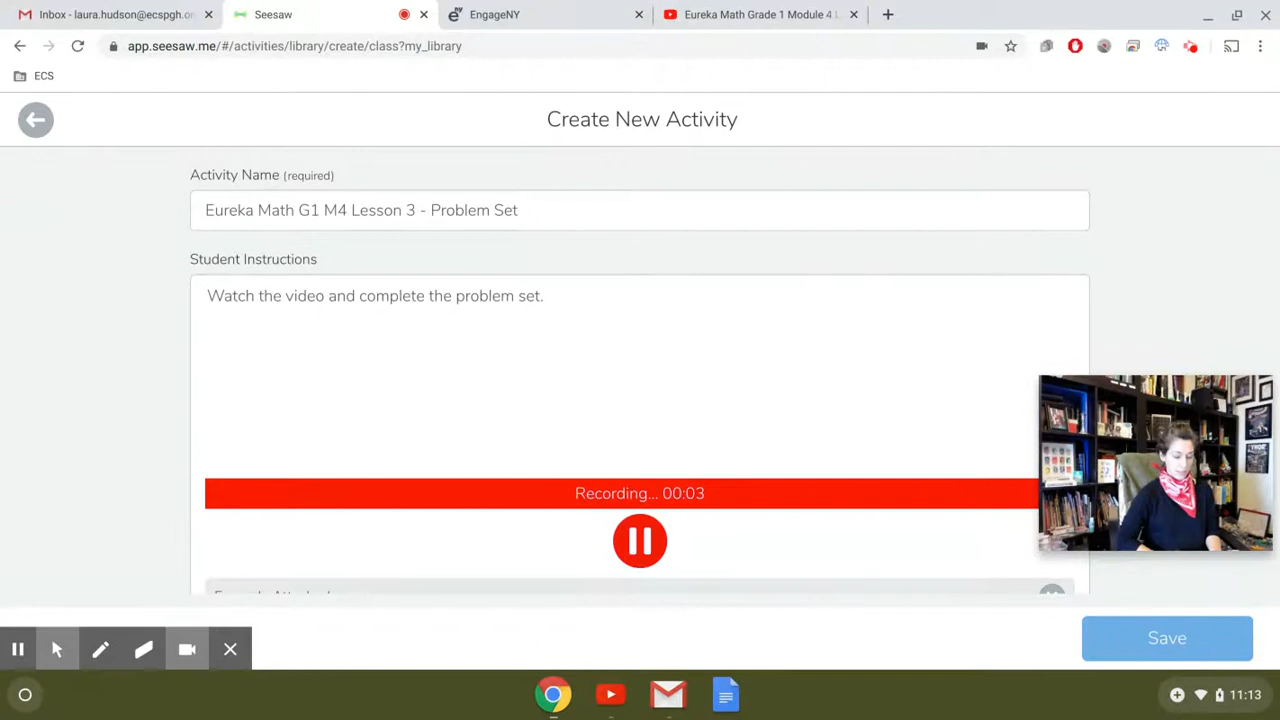 Inbox - laura.hudson@ecspgh.or
Seesaw
EngageNY
Eureka Math Grade 1 Module 4 L
app.seesaw.me/#/activities/library/create/class?my_library
ECS
Create New Activity
Activity Name (required)
Eureka Math G1 M4 Lesson 3 - Problem Set
Student Instructions
Watch the video and complete the problem set.
Recording... 00:03
Save
11:13